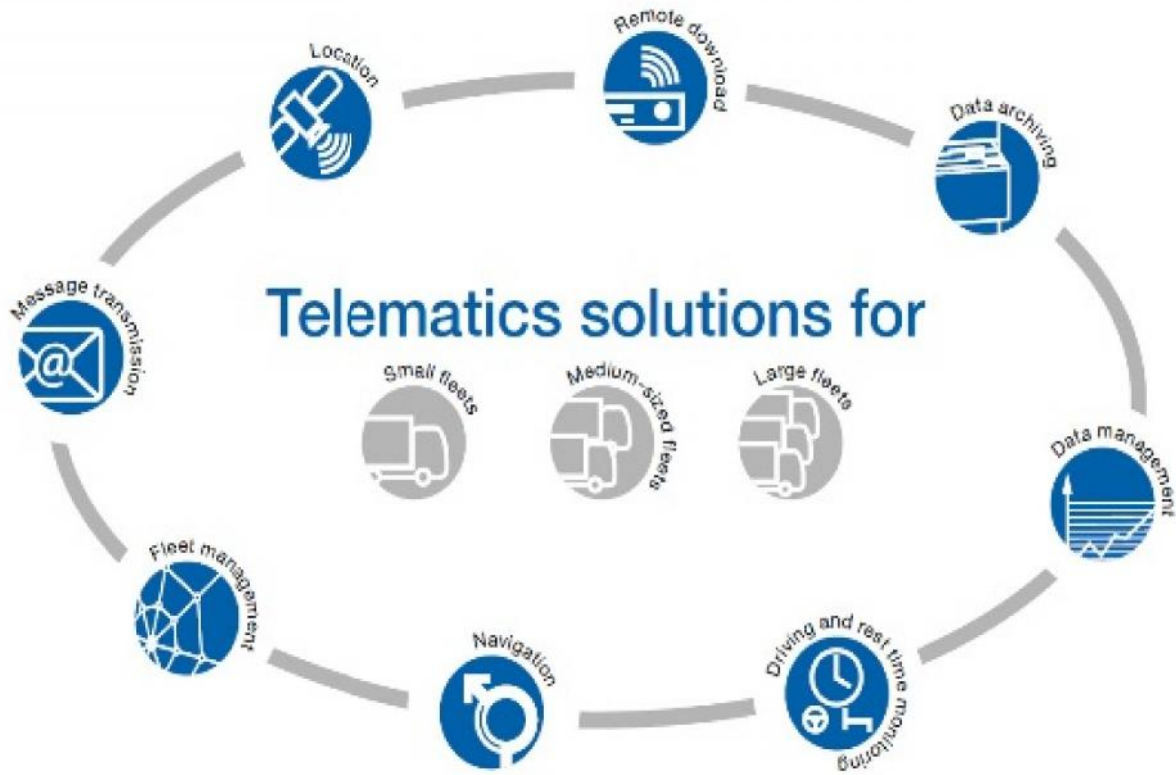 Remote download
Location
Data archiving
Message transmission
Telematics solutions for
Small fleets
Medium-sized fleets
Large fleets
Data management
Fleet management
Navigation
Driving and rest time monitoring
@